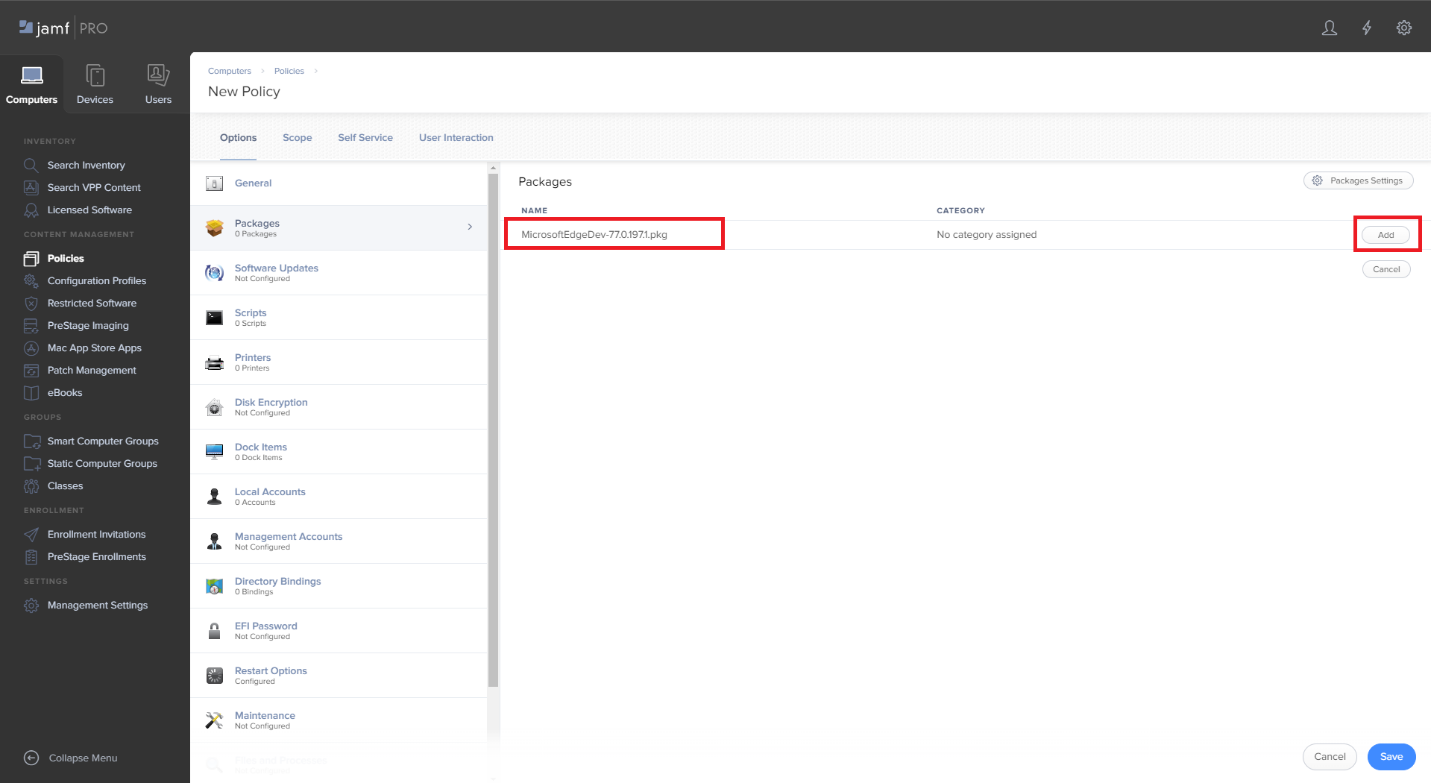 jamf PRO
Computers
Devices
Users
INVENTORY
Search Inventory
Search VPP Content
Licensed Software
CONTENT MANAGEMENT
Policies
Configuration Profiles
Restricted Software
PreStage Imaging
Mac App Store Apps
Patch Management
eBooks
GROUPS
Smart Computer Groups
Static Computer Groups
Classes
ENROLLMENT
Enrollment Invitations
PreStage Enrollments
SETTINGS
Management Settings
Collapse Menu
Computers > Policies >
New Policy
Options Scope Self Service User Interaction
General
Packages
0 Packages
Software Updates
Not Configured
Scripts
0 Scripts
Printers
0 Printers
Disk Encryption
Not Configured
Dock Items
0 Dock Items
Local Accounts
0 Accounts
Management Accounts
Not Configured
Directory Bindings
0 Bindings
EFI Password
Not Configured
Restart Options
Configured
Maintenance
Not Configured
Packages
Packages Settings
NAME CATEGORY
MicrosoftEdgeDev-77.0.197.1.pkg No category assigned Add
Cancel
Cancel Save